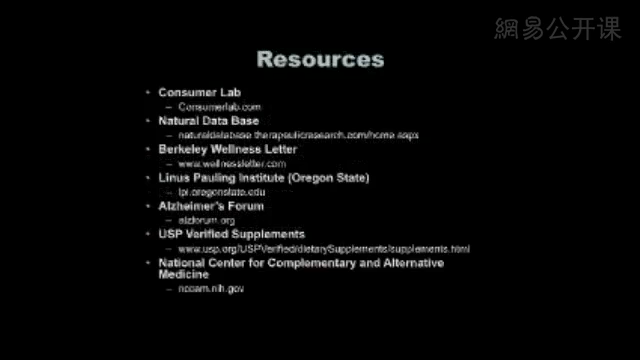 網易公开课
Resources
• Consumer Lab
– Consumerlab.com
• Natural Data Base
– naturaldatabase.therapeuticresearch.com/home.aspx
• Berkeley Wellness Letter
– www.wellnessletter.com
• Linus Pauling Institute (Oregon State)
– lpi.oregonstate.edu
• Alzheimer's Forum
– alzforum.org
• USP Verified Supplements
– www.usp.org/USPVerified/dietarySupplements/supplements.html
• National Center for Complementary and Alternative
Medicine
– nccam.nih.gov